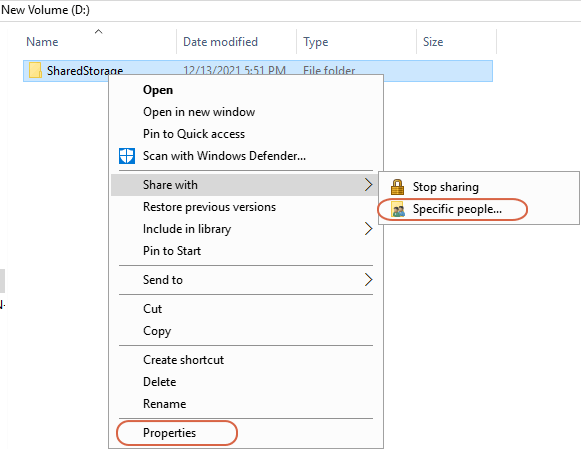 New Volume (D:)
Name Date modified Type Size
SharedStorage 12/13/2021 5:51 PM File folder
Open
Open in new window
Pin to Quick access
Scan with Windows Defender...
Share with
Stop sharing
Specific people...
Restore previous versions
Include in library
Pin to Start
Send to
Cut
Copy
Create shortcut
Delete
Rename
Properties